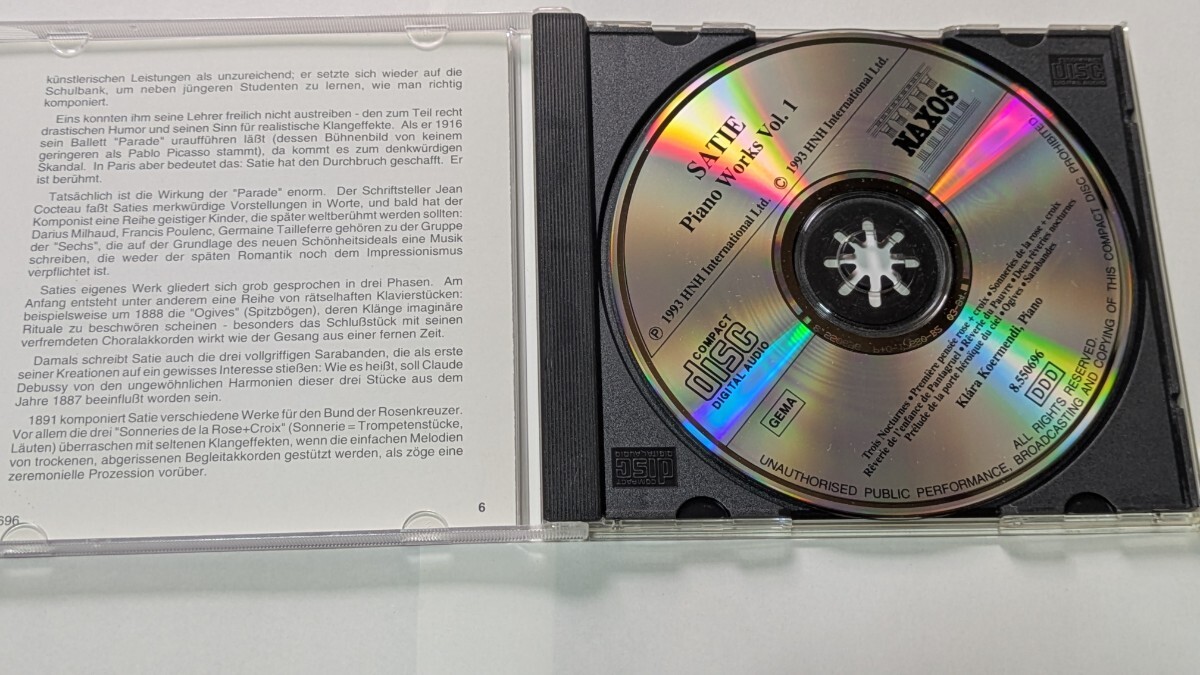 künstlerischen Leistungen als unzureichend; er setzte sich wieder auf die
Schulbank, um neben jüngeren Studenten zu lernen, wie man richtig
komponiert.
Eins konnten ihm seine Lehrer freilich nicht austreiben - den zum Teil recht
drastischen Humor und seinen Sinn für realistische Klangeffekte. Als er 1916
sein Ballett "Parade" uraufführen läßt (dessen Bühnenbild von keinem
geringeren als Pablo Picasso stammt), da kommt es zum denkwürdigen
Skandal. In Paris aber bedeutet das: Satie hat den Durchbruch geschafft. Er
ist berühmt.
Tatsächlich ist die Wirkung der "Parade" enorm. Der Schriftsteller Jean
Cocteau faßt Saties merkwürdige Vorstellungen in Worte, und bald hat der
Komponist eine Reihe geistiger Kinder, die später weltberühmt werden sollten:
Darius Milhaud, Francis Poulenc, Germaine Tailleferre gehören zu der Gruppe
der "Sechs", die auf der Grundlage des neuen Schönheitsideals eine Musik
schreiben, die weder der späten Romantik noch dem Impressionismus
verpflichtet ist.
Saties eigenes Werk gliedert sich grob gesprochen in drei Phasen. Am
Anfang entsteht unter anderem eine Reihe von rätselhaften Klavierstücken:
beispielsweise um 1888 die "Ogives" (Spitzbögen), deren Klänge imaginäre
Rituale zu beschwören scheinen - besonders das Schlußstück mit seinen
verfremdeten Choralakkorden wirkt wie der Gesang aus einer fernen Zeit.
Damals schreibt Satie auch die drei vollgriffigen Sarabanden, die als erste
seiner Kreationen auf ein gewisses Interesse stießen: Wie es heißt, soll Claude
Debussy von den ungewöhnlichen Harmonien dieser drei Stücke aus dem
Jahre 1887 beeinflußt worden sein.
1891 komponiert Satie verschiedene Werke für den Bund der Rosenkreuzer.
Vor allem die drei "Sonneries de la Rose+Croix" (Sonnerie = Trompetenstücke,
Läuten) überraschen mit seltenen Klangeffekten, wenn die einfachen Melodien
von trockenen, abgerissenen Begleitakkorden gestützt werden, als zöge eine
zeremonielle Prozession vorüber.
696
6
SATIE
Piano Works Vol. 1
℗ 1993 HNH International Ltd. © 1993 HNH International Ltd.
NAXOS
COMPACT
disc
DIGITAL AUDIO
GEMA
Trois Nocturnes • Première pensée rose + croix • Sonneries de la rose + croix
Rêverie de l'enfance de Pantagruel • Rêverie du Pauvre • Deux rêveries nocturnes
Prélude de la porte héroïque du ciel • Ogives • Sarabandes
Klára Koermendi, Piano
8.550696
DDD
ALL RIGHTS RESERVED.
UNAUTHORISED PUBLIC PERFORMANCE, BROADCASTING AND COPYING OF THIS COMPACT DISC PROHIBITED
disc
COMPACT
disc
DIGITAL AUDIO